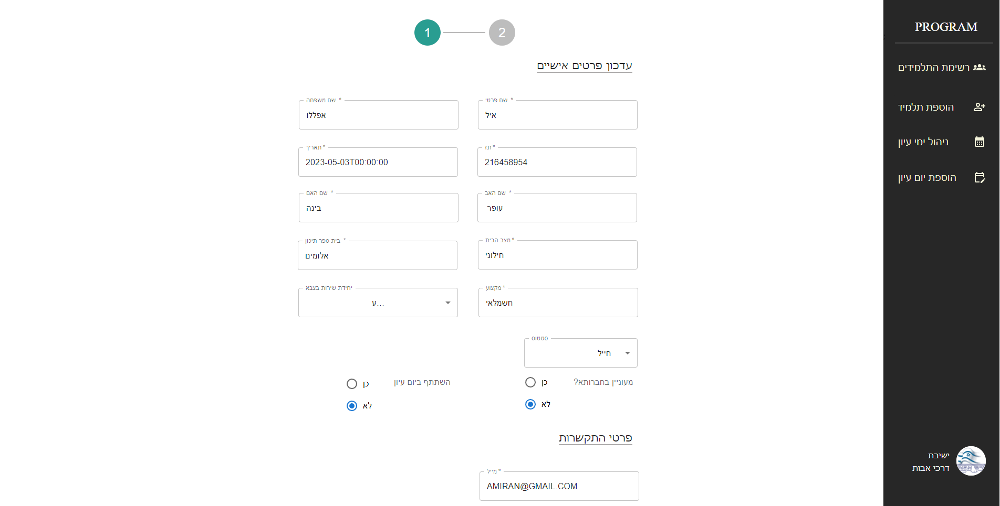 PROGRAM
רשימת התלמידים
הוספת תלמיד
ניהול ימי עיון
הוספת יום עיון
ישיבת
דרכי אבות
1
2
עדכון פרטים אישיים
שם פרטי *
איל
שם משפחה *
אפללו
תז *
216458954
תאריך *
2023-05-03T00:00:00
שם האב *
עופר
שם האם *
בינה
מצב הבית *
חילוני
בית ספר תיכון *
אלומים
מקצוע *
חשמלאי
יחידת שירות בצבא
ע...
סטטוס
חייל
מעוניין בחברותא?
כן
לא
השתתף ביום עיון
כן
לא
פרטי התקשרות
מייל *
AMIRAN@GMAIL.COM